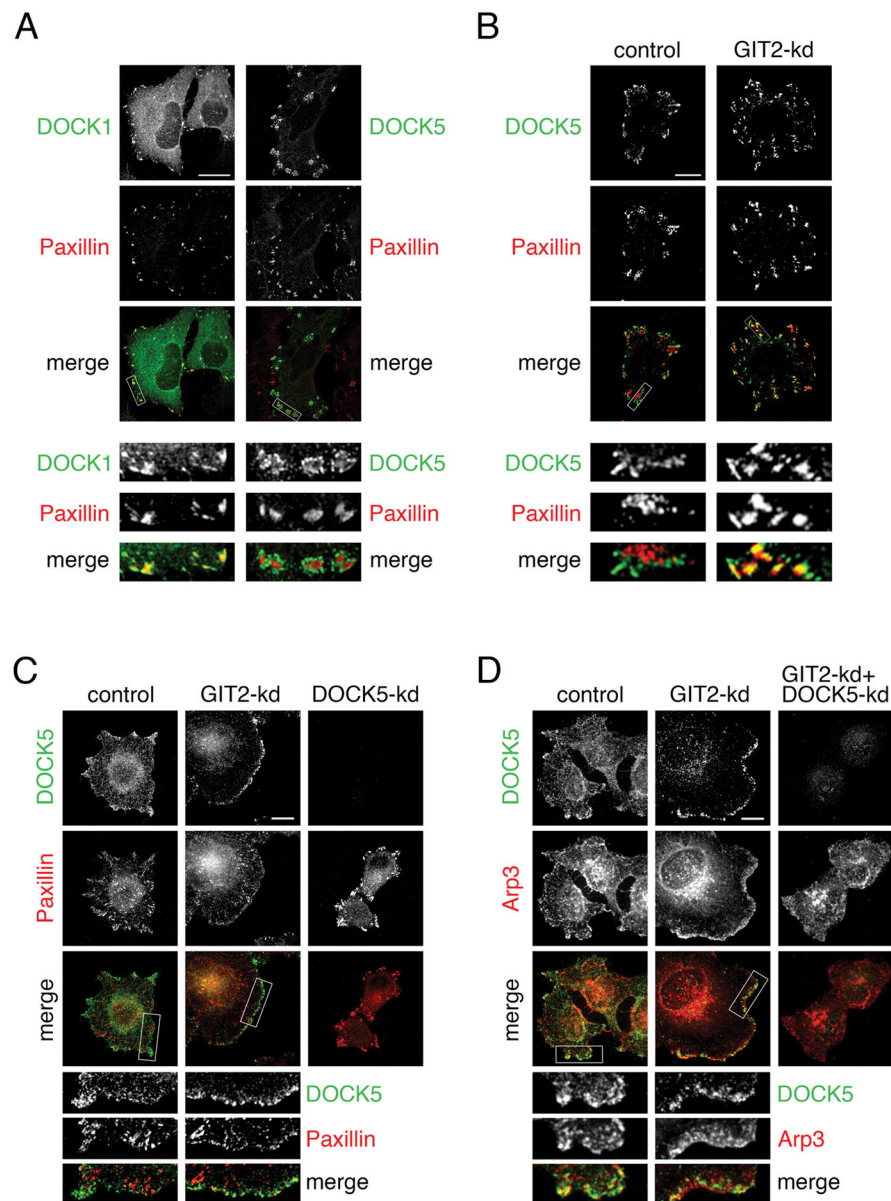 A
DOCK1
DOCK5
Paxillin
Paxillin
merge
merge
DOCK1
DOCK5
Paxillin
Paxillin
merge
merge
B
control
GIT2-kd
DOCK5
Paxillin
merge
DOCK5
Paxillin
merge
C
control
GIT2-kd
DOCK5-kd
DOCK5
Paxillin
merge
DOCK5
Paxillin
merge
D
control
GIT2-kd
GIT2-kd+
DOCK5-kd
DOCK5
Arp3
merge
DOCK5
Arp3
merge